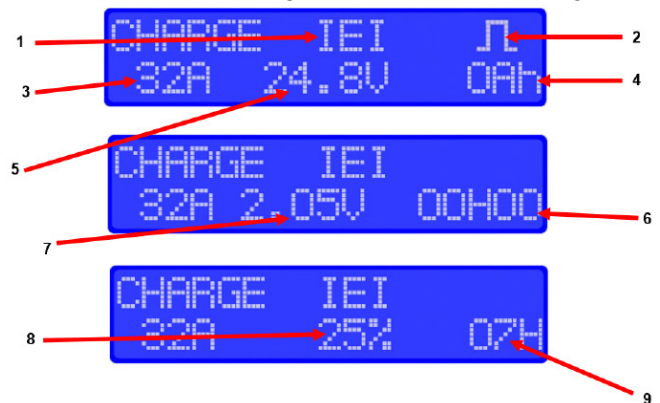 1 CHARGE IEI 2
3 32A 24.8V 0Ah 4
5
CHARGE IEI
32A 2.05V 00H00 6
7
CHARGE IEI
8 32A 25% 07H
9